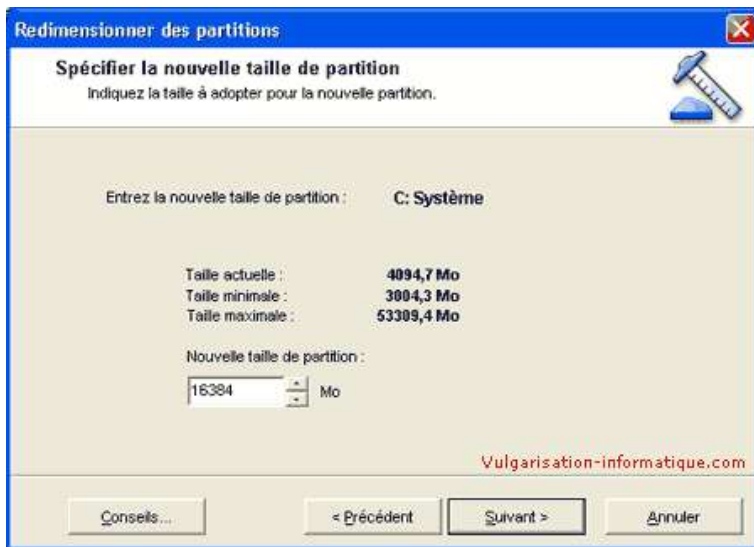 Redimensionner des partitions
Spécifier la nouvelle taille de partition
Indiquez la taille à adopter pour la nouvelle partition.
Entrez la nouvelle taille de partition : C: Système
Taille actuelle : 4094,7 Mo
Taille minimale : 3004,3 Mo
Taille maximale : 53309,4 Mo
Nouvelle taille de partition :
16384 Mo
Vulgarisation-informatique.com
Conseils... < Précédent Suivant > Annuler